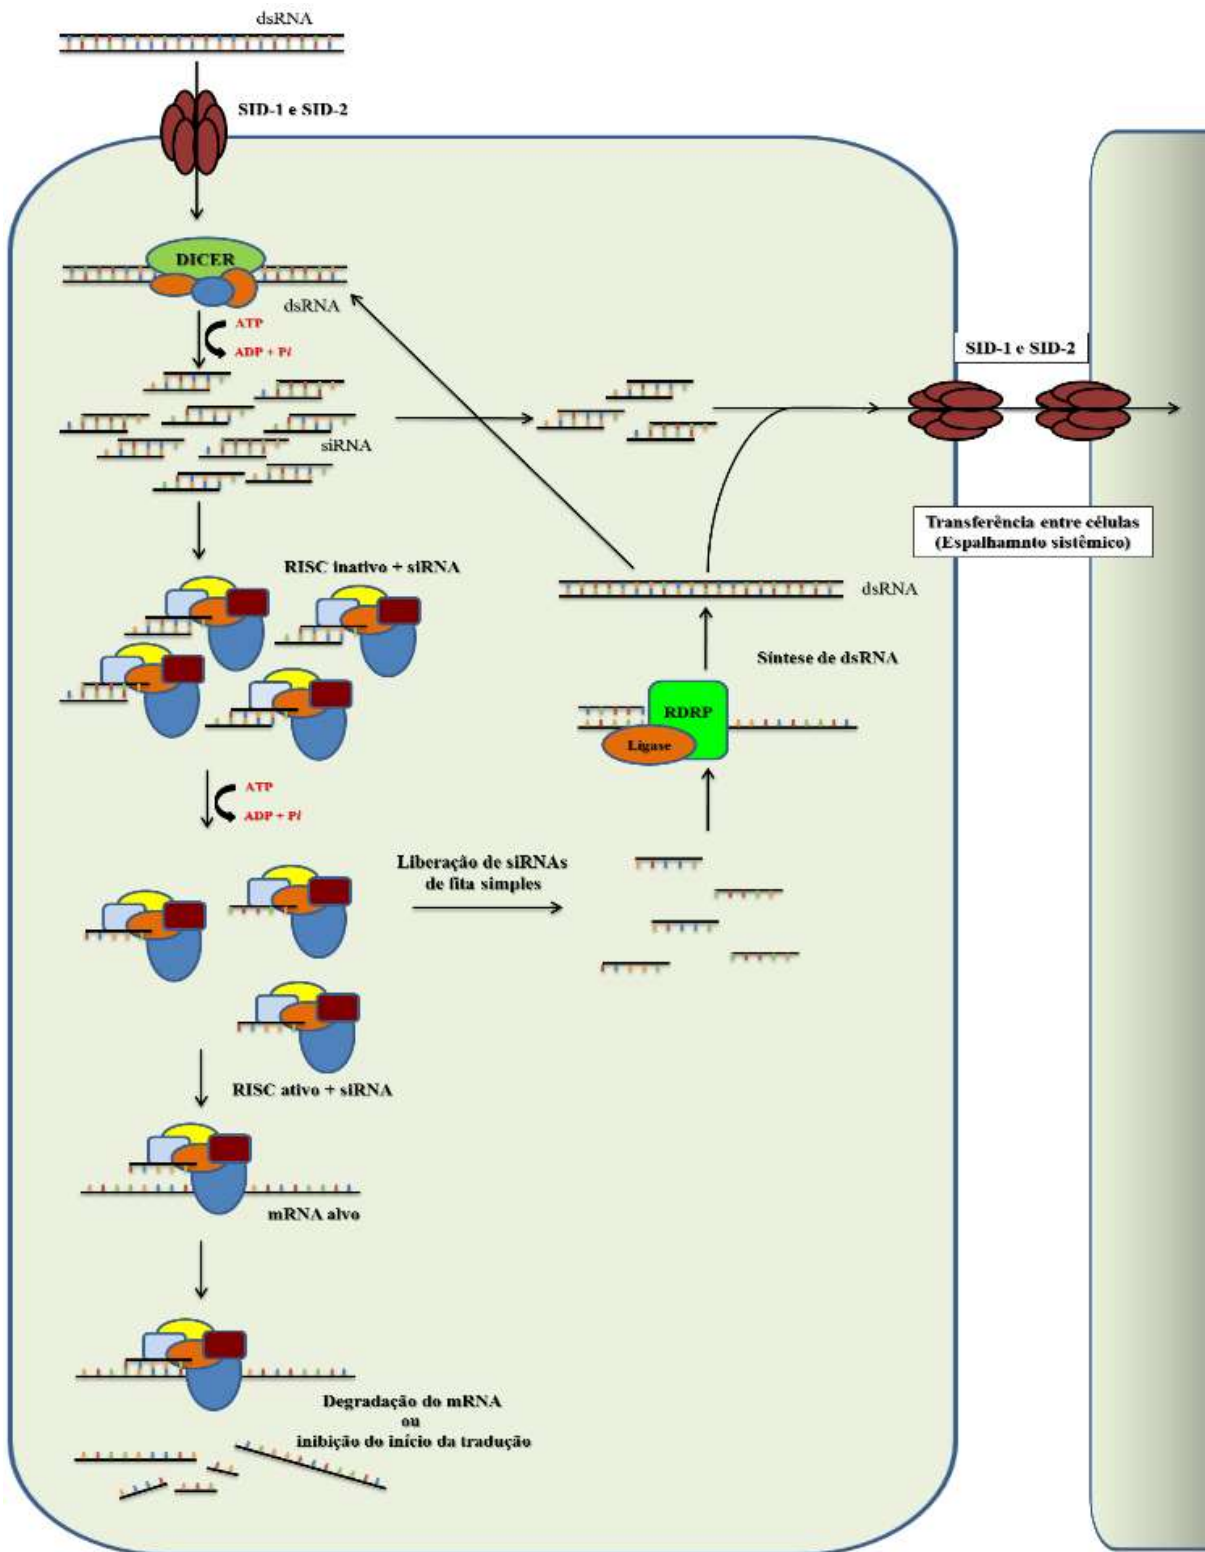 dsRNA
SID-1 e SID-2
DICER
dsRNA
ATP
ADP + Pi
siRNA
SID-1 e SID-2
Transferência entre células
(Espalhamnto sistêmico)
RISC inativo + siRNA
dsRNA
Síntese de dsRNA
RDRP
Ligase
ATP
ADP + Pi
Liberação de siRNAs
de fita simples
RISC ativo + siRNA
mRNA alvo
Degradação do mRNA
ou
inibição do início da tradução